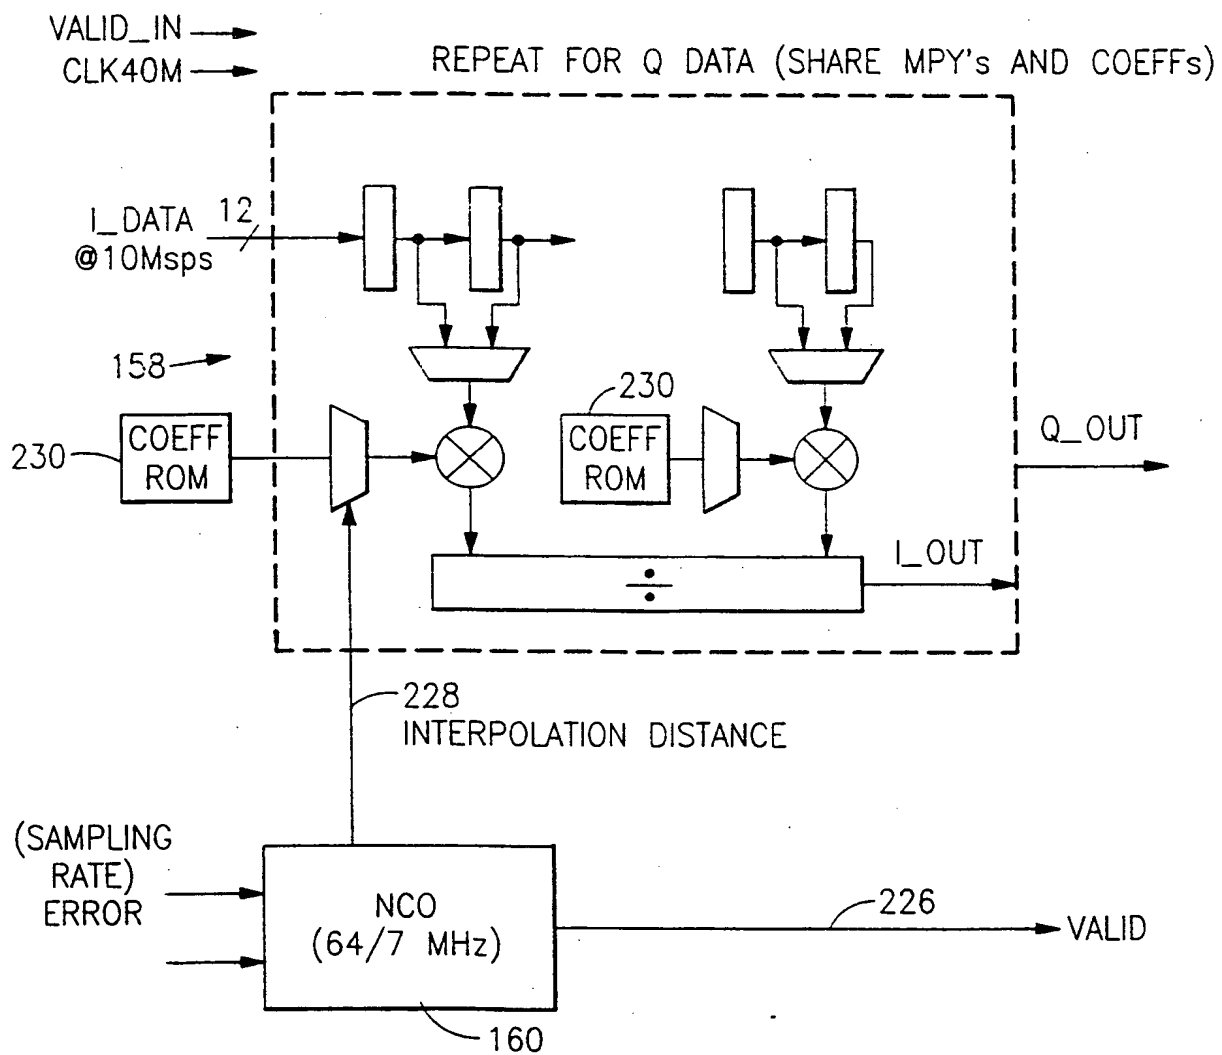 VALID_IN
CLK40M
REPEAT FOR Q DATA (SHARE MPY's AND COEFFs)
I_DATA
@10Msps
12
158
230
COEFF
ROM
230
COEFF
ROM
Q_OUT
I_OUT
÷
228
INTERPOLATION DISTANCE
(SAMPLING
RATE)
ERROR
NCO
(64/7 MHz)
226
VALID
160